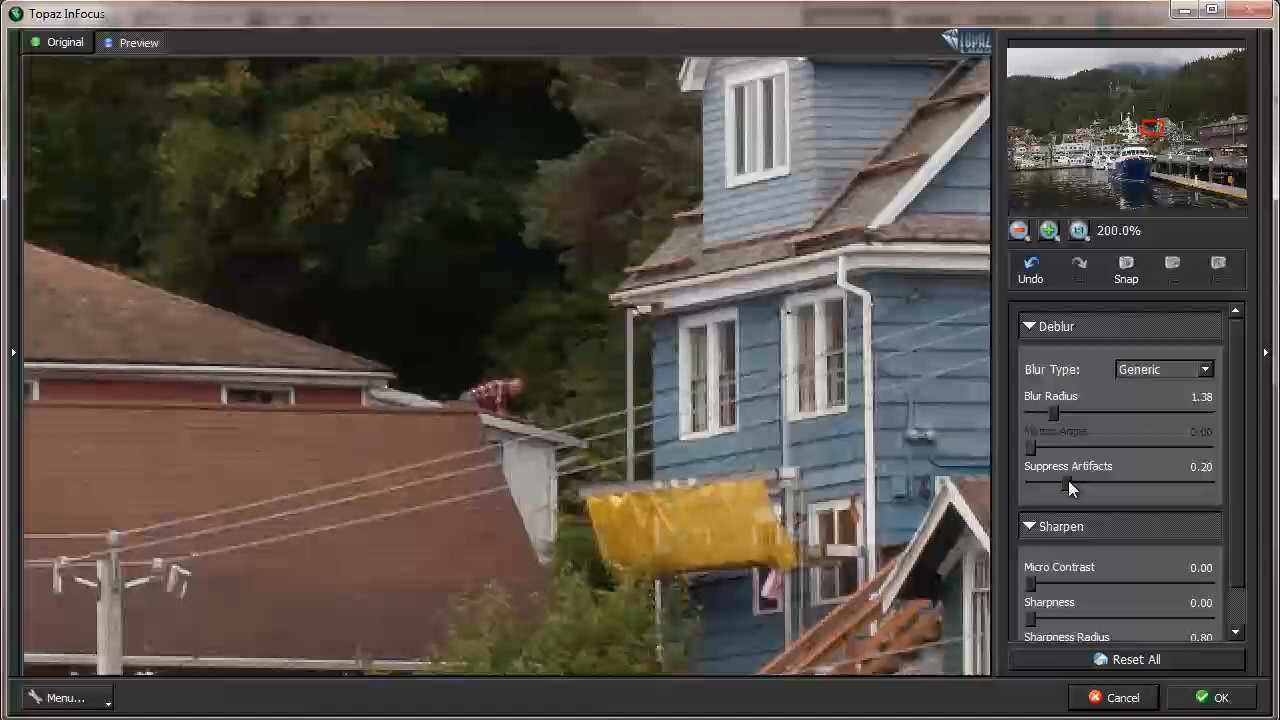 Topaz InFocus
Original
Preview
TOPAZ
200.0%
Undo
Snap
Deblur
Blur Type:
Generic
Blur Radius
1.38
0.00
Suppress Artifacts
0.20
Sharpen
Micro Contrast
0.00
Sharpness
0.00
Sharpness Radius
0.80
Reset All
Menu...
Cancel
OK